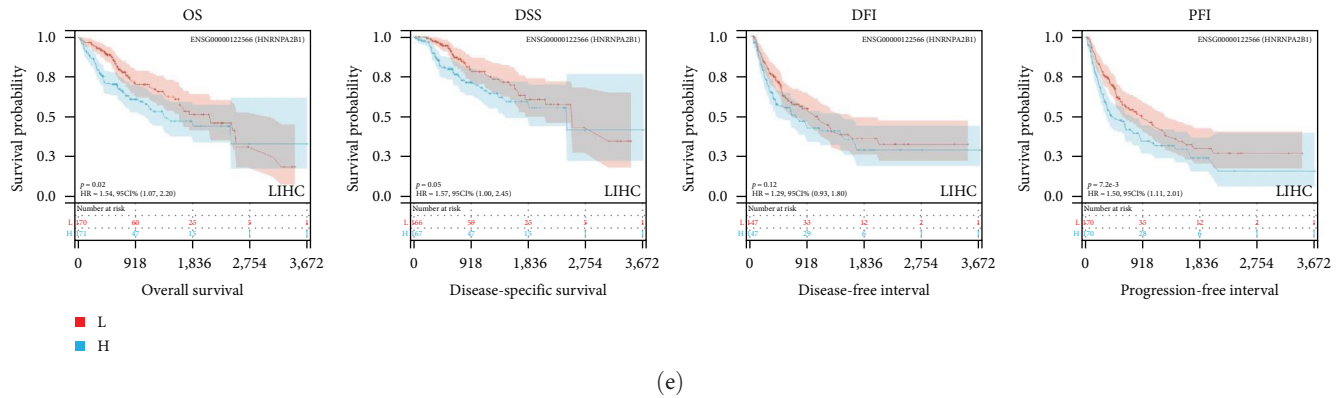 OS
ENSG00000122566 (HNRNPA2B1)
Survival probability
1.0
0.8
0.5
0.3
0.0
p = 0.02
HR = 1.54, 95CI% (1.07, 2.20)
LIHC
Number at risk
L 170 60 25 5 1
H 171 47 15 1 1
0 918 1,836 2,754 3,672
Overall survival
DSS
ENSG00000122566 (HNRNPA2B1)
Survival probability
1.0
0.8
0.5
0.3
0.0
p = 0.05
HR = 1.57, 95CI% (1.00, 2.45)
LIHC
Number at risk
L 166 59 25 5 1
H 167 47 15 1 1
0 918 1,836 2,754 3,672
Disease-specific survival
DFI
ENSG00000122566 (HNRNPA2B1)
Survival probability
1.0
0.8
0.5
0.3
0.0
p = 0.12
HR = 1.29, 95CI% (0.93, 1.80)
LIHC
Number at risk
L 147 33 12 2 1
H 147 29 6 1 1
0 918 1,836 2,754 3,672
Disease-free interval
PFI
ENSG00000122566 (HNRNPA2B1)
Survival probability
1.0
0.8
0.5
0.3
0.0
p = 7.2e-3
HR = 1.50, 95CI% (1.11, 2.01)
LIHC
Number at risk
L 170 35 12 2 1
H 170 28 6 1 1
0 918 1,836 2,754 3,672
Progression-free interval
L
H
(e)